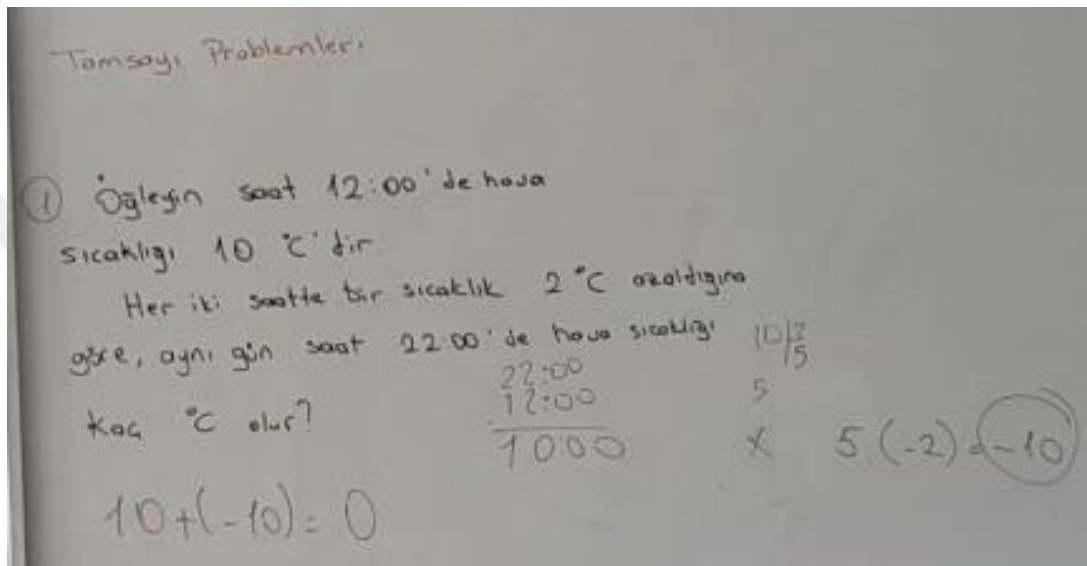 Tamsayı Problemleri
① Öğleyin saat 12:00'de hava
sıcaklığı 10 °C'dir.
Her iki saatte bir sıcaklık 2 °C azaldığına
göre, aynı gün saat 22:00'de hava sıcaklığı
kaç °C olur?
22:00
12:00
10:00
10|2
5
5
x
5.(-2)=-10
10+(-10)=0